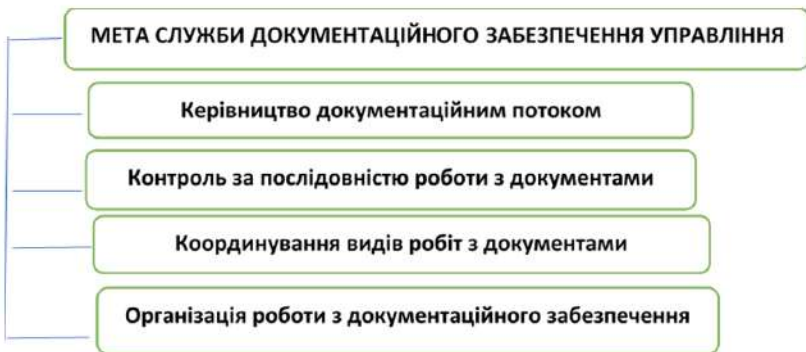 МЕТА СЛУЖБИ ДОКУМЕНТАЦІЙНОГО ЗАБЕЗПЕЧЕННЯ УПРАВЛІННЯ
Керівництво документаційним потоком
Контроль за послідовністю роботи з документами
Координування видів робіт з документами
Організація роботи з документаційного забезпечення